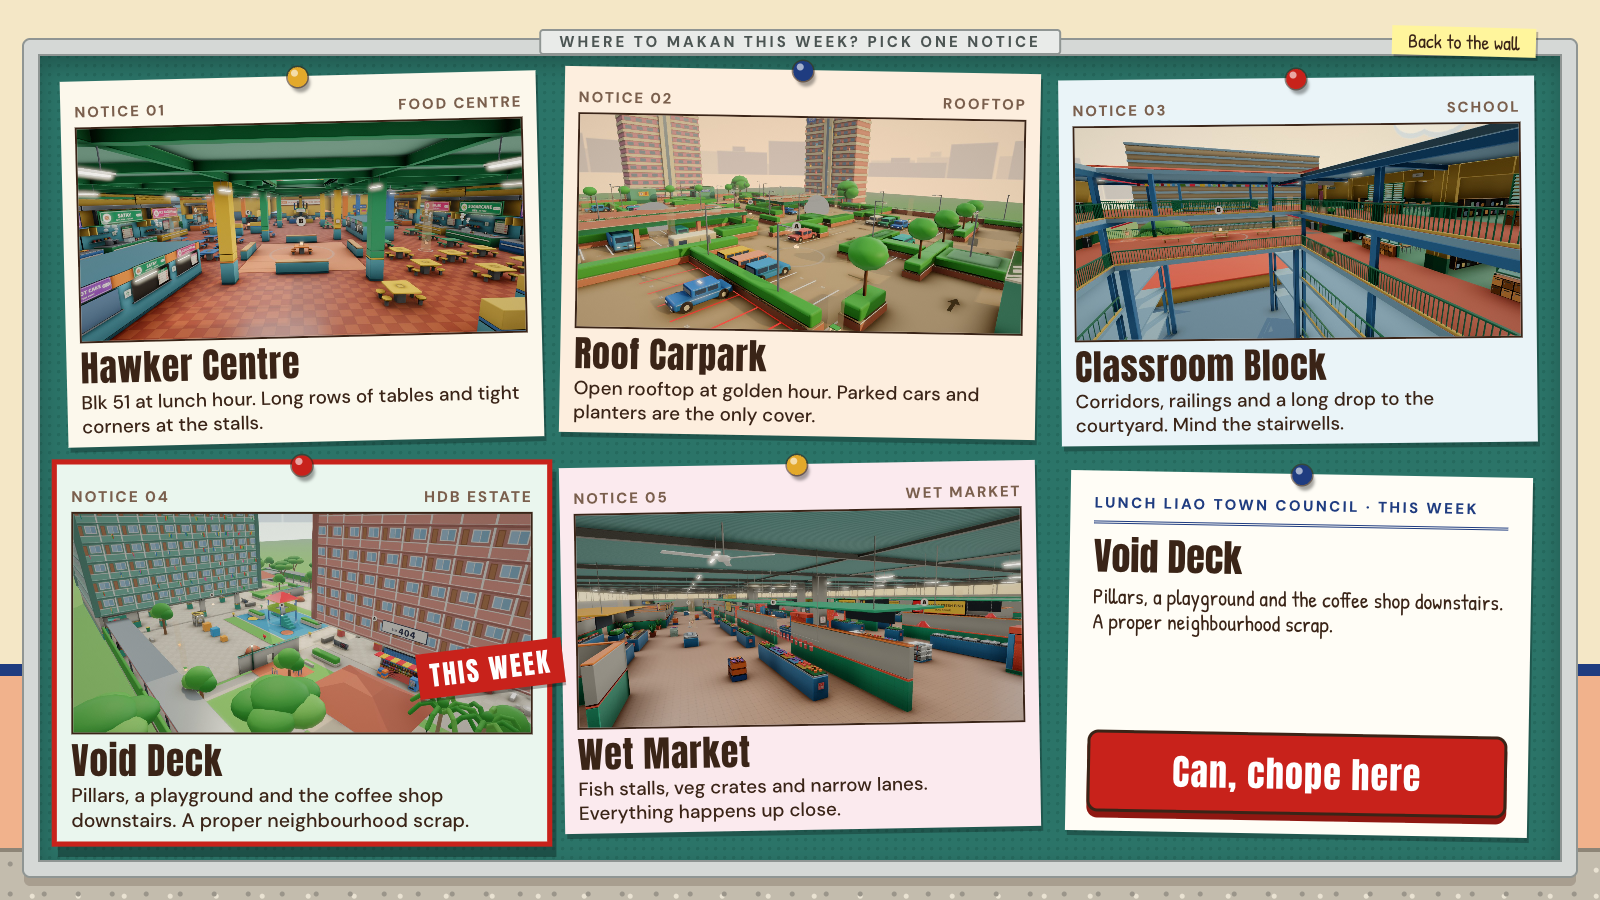 WHERE TO MAKAN THIS WEEK? PICK ONE NOTICE
Back to the wall
NOTICE 01
FOOD CENTRE
SATAY
SUGARCANE
Hawker Centre
Blk 51 at lunch hour. Long rows of tables and tight
corners at the stalls.
NOTICE 02
ROOFTOP
Roof Carpark
Open rooftop at golden hour. Parked cars and
planters are the only cover.
NOTICE 03
SCHOOL
Classroom Block
Corridors, railings and a long drop to the
courtyard. Mind the stairwells.
NOTICE 04
HDB ESTATE
404
THIS WEEK
Void Deck
Pillars, a playground and the coffee shop
downstairs. A proper neighbourhood scrap.
NOTICE 05
WET MARKET
Wet Market
Fish stalls, veg crates and narrow lanes.
Everything happens up close.
LUNCH LIAO TOWN COUNCIL · THIS WEEK
Void Deck
Pillars, a playground and the coffee shop downstairs.
A proper neighbourhood scrap.
Can, chope here